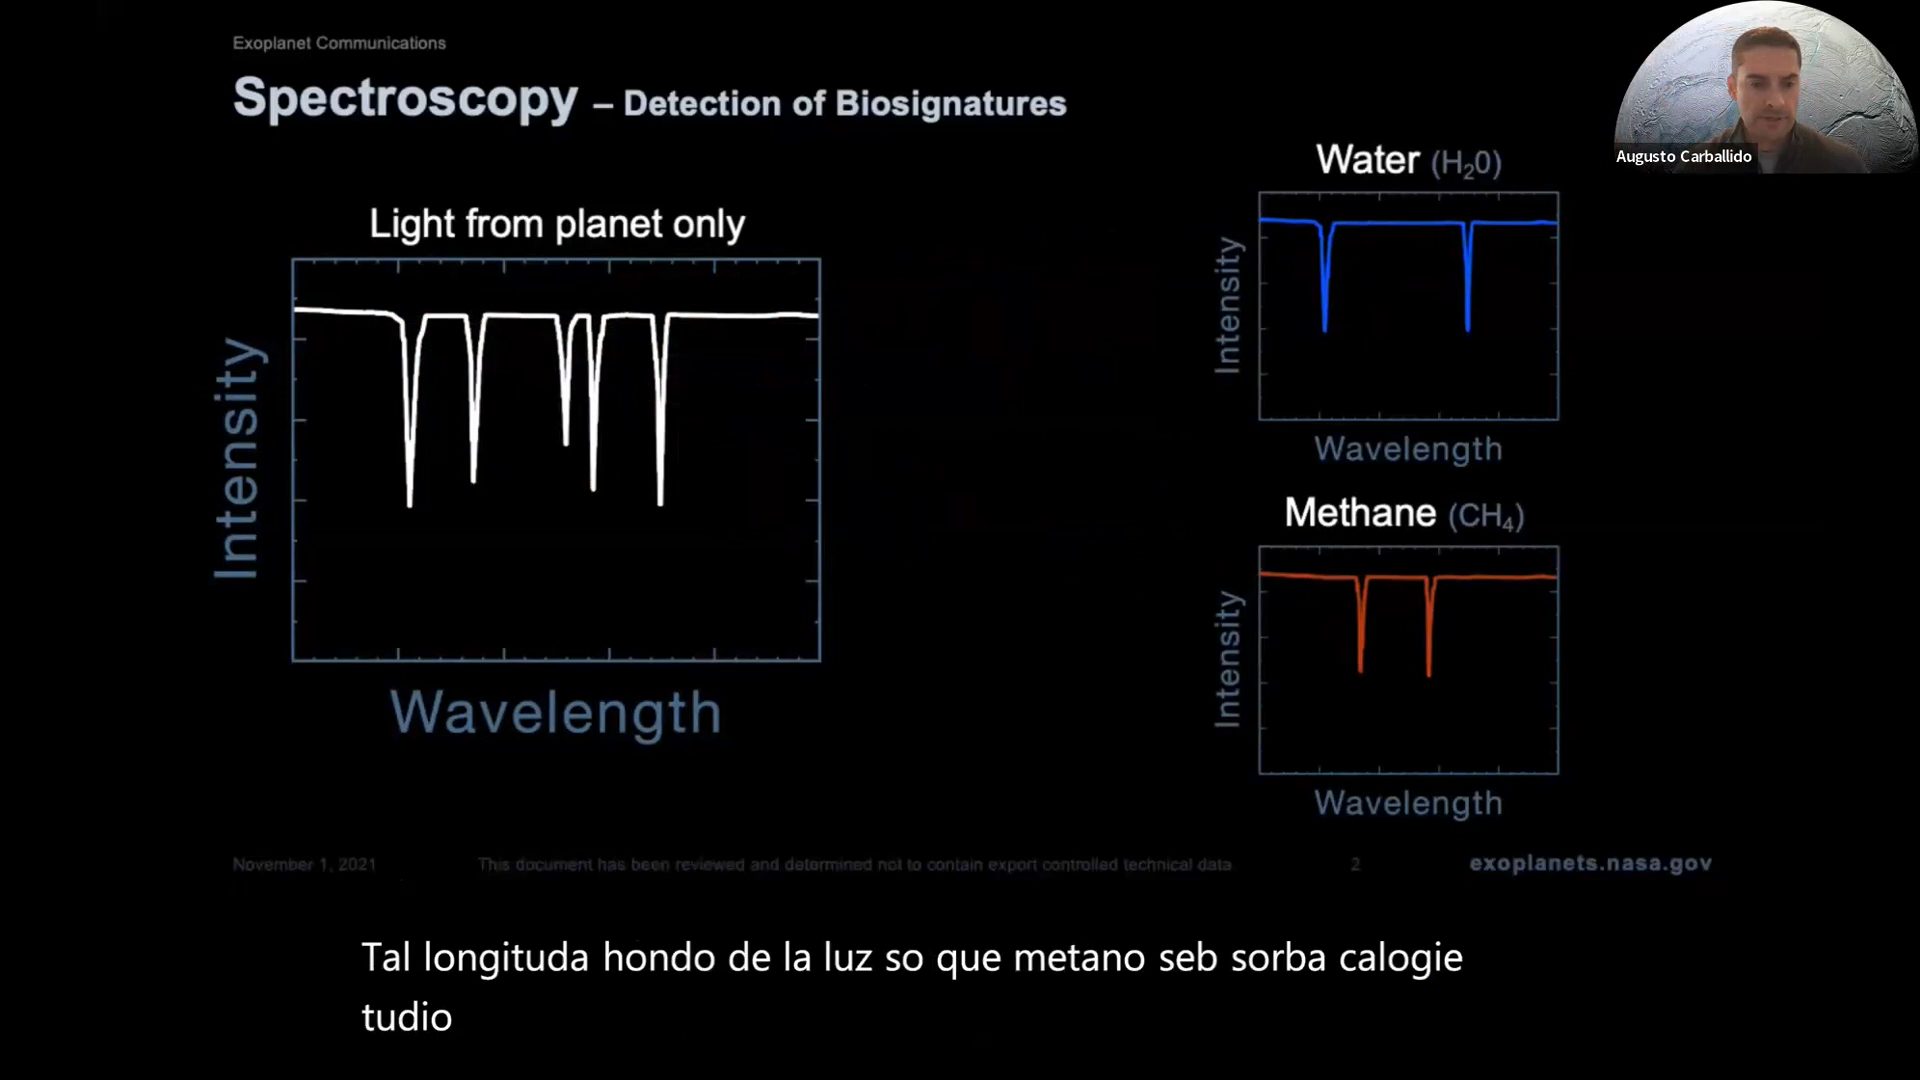 Exoplanet Communications
Spectroscopy – Detection of Biosignatures
Augusto Carballido
Light from planet only
Intensity
Wavelength
Water (H₂0)
Intensity
Wavelength
Methane (CH₄)
Intensity
Wavelength
November 1, 2021
This document has been reviewed and determined not to contain export controlled technical data
2
exoplanets.nasa.gov
Tal longituda hondo de la luz so que metano seb sorba calogie
tudio